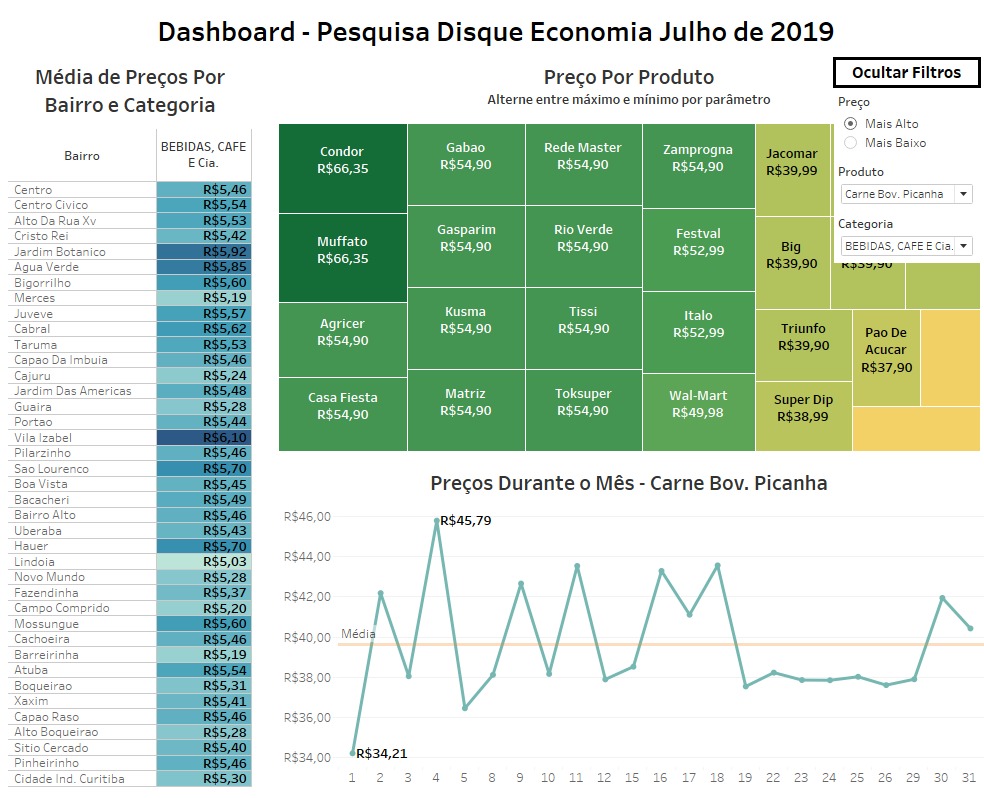 Dashboard - Pesquisa Disque Economia Julho de 2019
Média de Preços Por
Bairro e Categoria
Bairro
BEBIDAS, CAFE
E Cia.
Centro R$5,46
Centro Civico R$5,54
Alto Da Rua Xv R$5,53
Cristo Rei R$5,42
Jardim Botanico R$5,92
Agua Verde R$5,85
Bigorrilho R$5,60
Merces R$5,19
Juveve R$5,57
Cabral R$5,62
Taruma R$5,53
Capao Da Imbuia R$5,46
Cajuru R$5,24
Jardim Das Americas R$5,48
Guaira R$5,28
Portao R$5,44
Vila Izabel R$6,10
Pilarzinho R$5,46
Sao Lourenco R$5,70
Boa Vista R$5,45
Bacacheri R$5,49
Bairro Alto R$5,46
Uberaba R$5,43
Hauer R$5,70
Lindoia R$5,03
Novo Mundo R$5,28
Fazendinha R$5,37
Campo Comprido R$5,20
Mossungue R$5,60
Cachoeira R$5,46
Barreirinha R$5,19
Atuba R$5,54
Boqueirao R$5,31
Xaxim R$5,41
Capao Raso R$5,46
Alto Boqueirao R$5,28
Sitio Cercado R$5,40
Pinheirinho R$5,46
Cidade Ind. Curitiba R$5,30
Preço Por Produto
Alterne entre máximo e mínimo por parâmetro
Condor
R$66,35
Muffato
R$66,35
Agricer
R$54,90
Casa Fiesta
R$54,90
Gabao
R$54,90
Gasparim
R$54,90
Kusma
R$54,90
Matriz
R$54,90
Rede Master
R$54,90
Rio Verde
R$54,90
Tissi
R$54,90
Toksuper
R$54,90
Zamprogna
R$54,90
Festval
R$52,99
Italo
R$52,99
Wal-Mart
R$49,98
Jacomar
R$39,99
Big
R$39,90
R$39,90
Triunfo
R$39,90
Super Dip
R$38,99
Pao De
Acucar
R$37,90
Ocultar Filtros
Preço
Mais Alto
Mais Baixo
Produto
Carne Bov. Picanha
Categoria
BEBIDAS, CAFE E Cia.
Preços Durante o Mês - Carne Bov. Picanha
R$46,00
R$44,00
R$42,00
R$40,00
R$38,00
R$36,00
R$34,00
R$45,79
Média
R$34,21
1 2 3 4 5 8 9 10 11 12 15 16 17 18 19 22 23 24 25 26 29 30 31